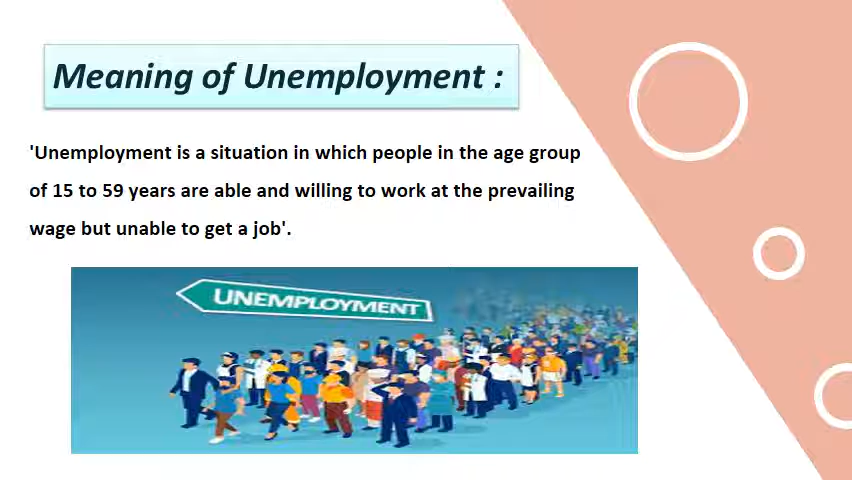 Meaning of Unemployment :
'Unemployment is a situation in which people in the age group
of 15 to 59 years are able and willing to work at the prevailing
wage but unable to get a job'.
UNEMPLOYMENT